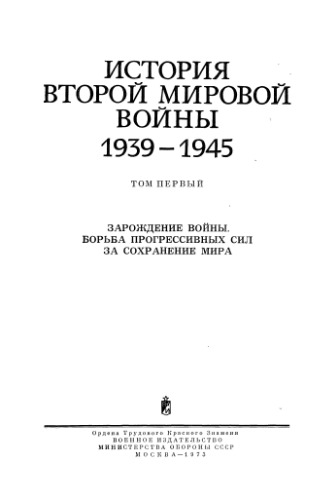 ИСТОРИЯ
ВТОРОЙ МИРОВОЙ
ВОЙНЫ
1939 – 1945
ТОМ ПЕРВЫЙ
ЗАРОЖДЕНИЕ ВОЙНЫ.
БОРЬБА ПРОГРЕССИВНЫХ СИЛ
ЗА СОХРАНЕНИЕ МИРА
Ордена Трудового Красного Знамени
ВОЕННОЕ ИЗДАТЕЛЬСТВО
МИНИСТЕРСТВА ОБОРОНЫ СССР
МОСКВА—1973